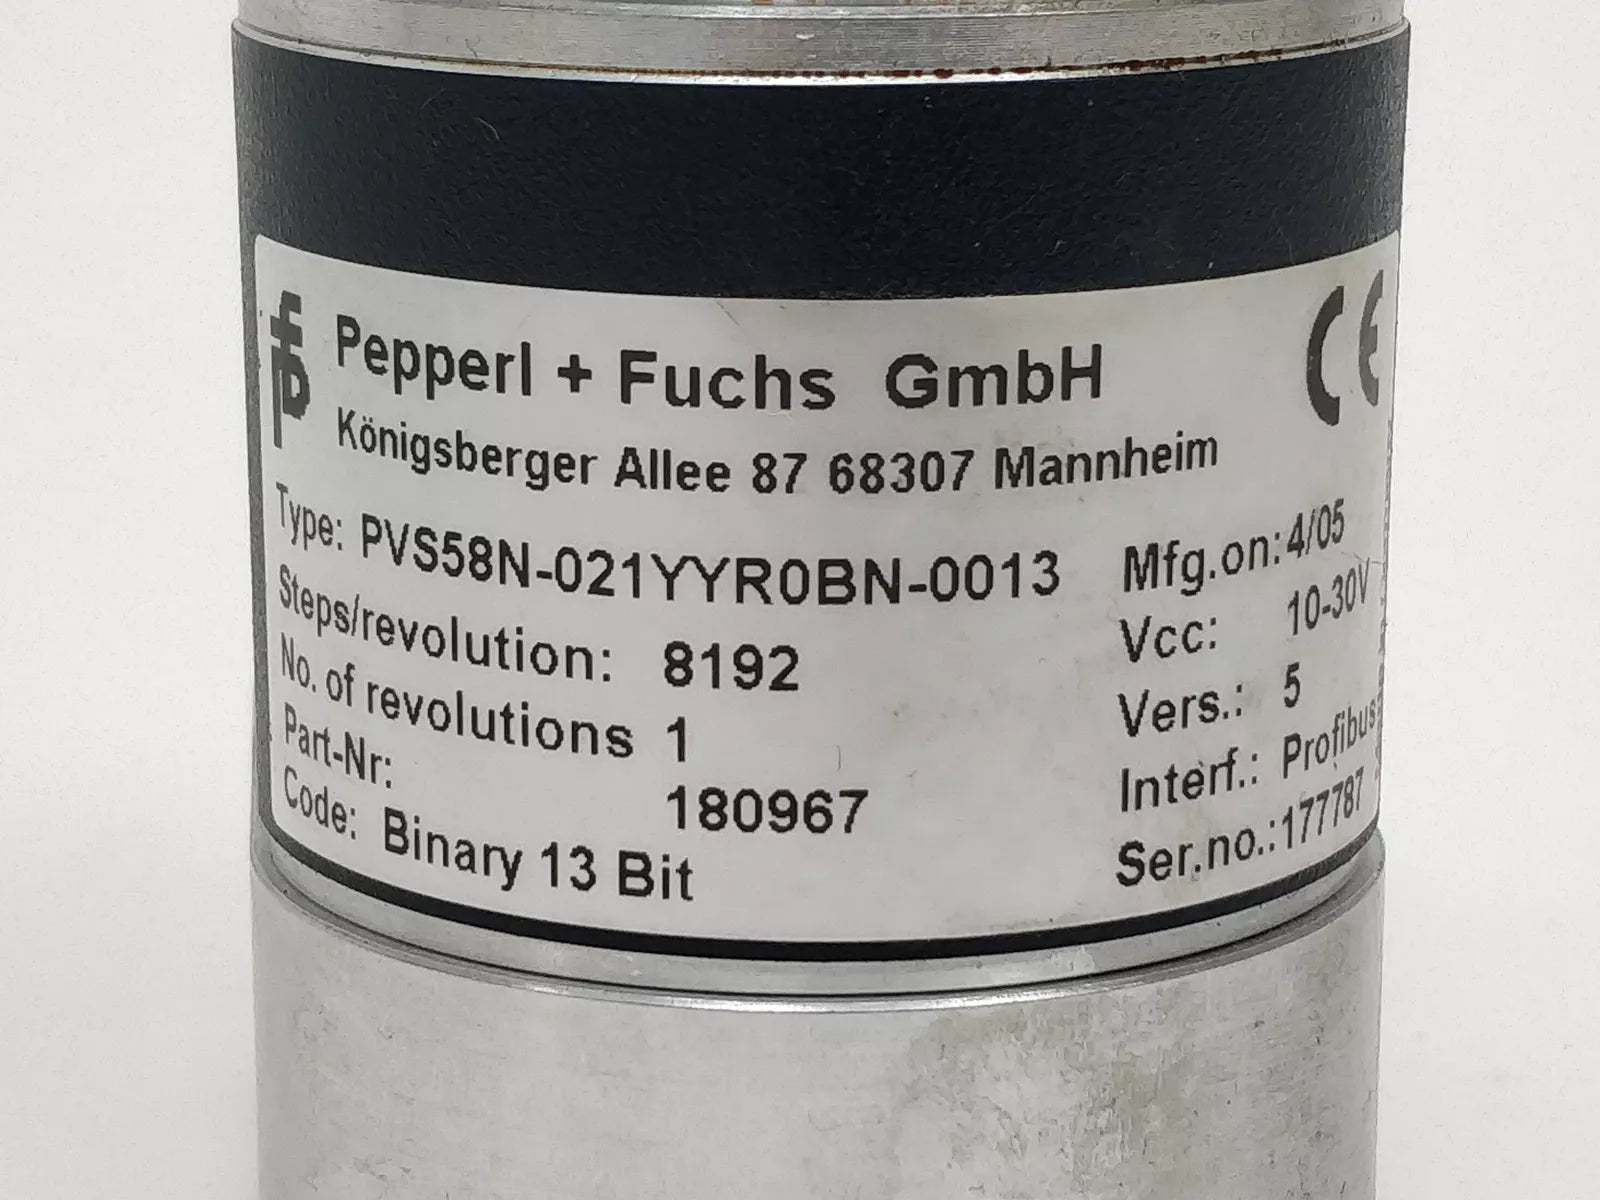 Pepperl + Fuchs GmbH
Königsberger Allee 87 68307 Mannheim
CE
Type: PVS58N-021YYR0BN-0013
Steps/revolution: 8192
No. of revolutions 1
Part-Nr: 180967
Code: Binary 13 Bit
Mfg.on: 4/05
Vcc: 10-30V
Vers.: 5
Interf.: Profibus
Ser.no.: 177787